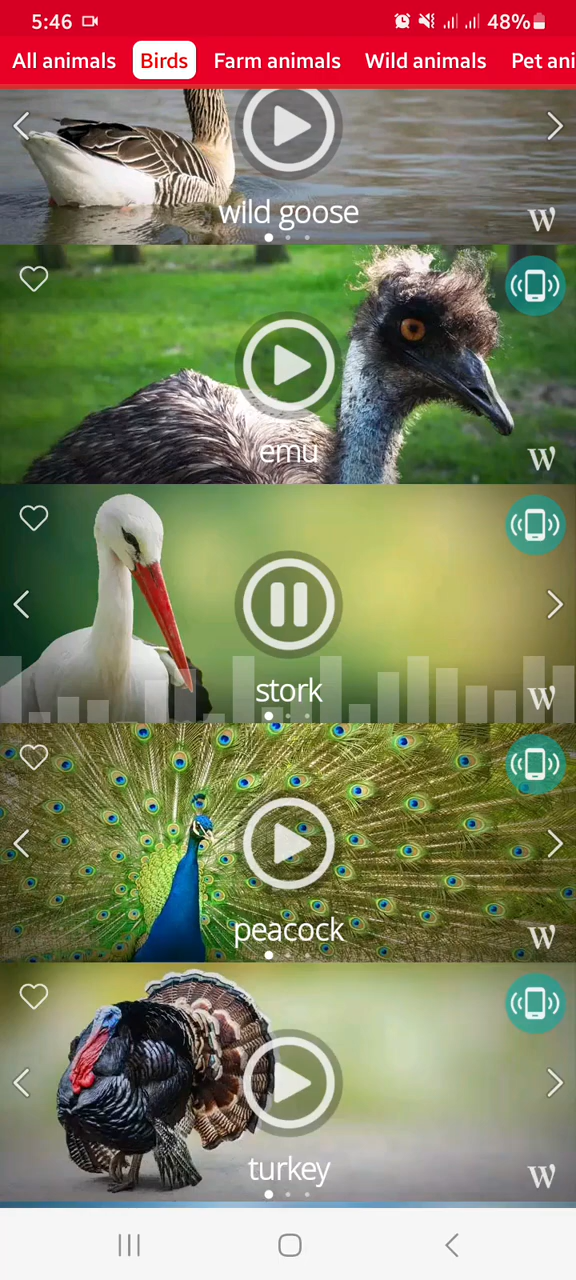 5:46 48%
All animals Birds Farm animals Wild animals Pet ani
wild goose
W
emu
W
stork
W
peacock
W
turkey
W